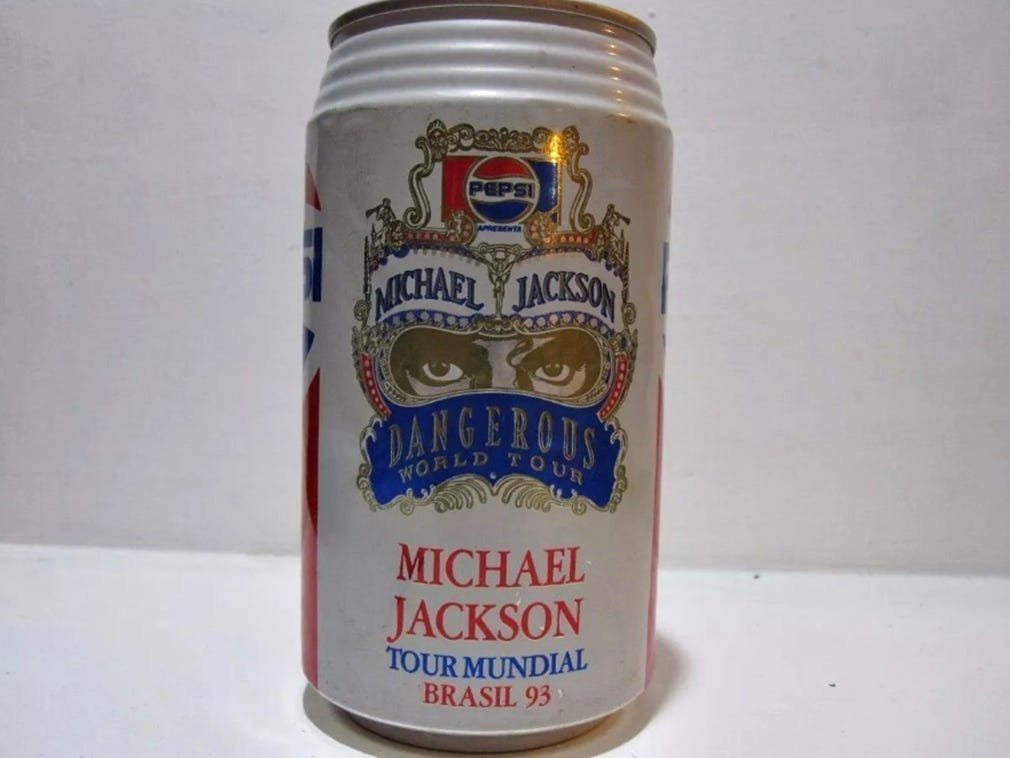 PEPSI
APRESENTA
MICHAEL JACKSON
DANGEROUS
WORLD TOUR
MICHAEL
JACKSON
TOUR MUNDIAL
BRASIL 93